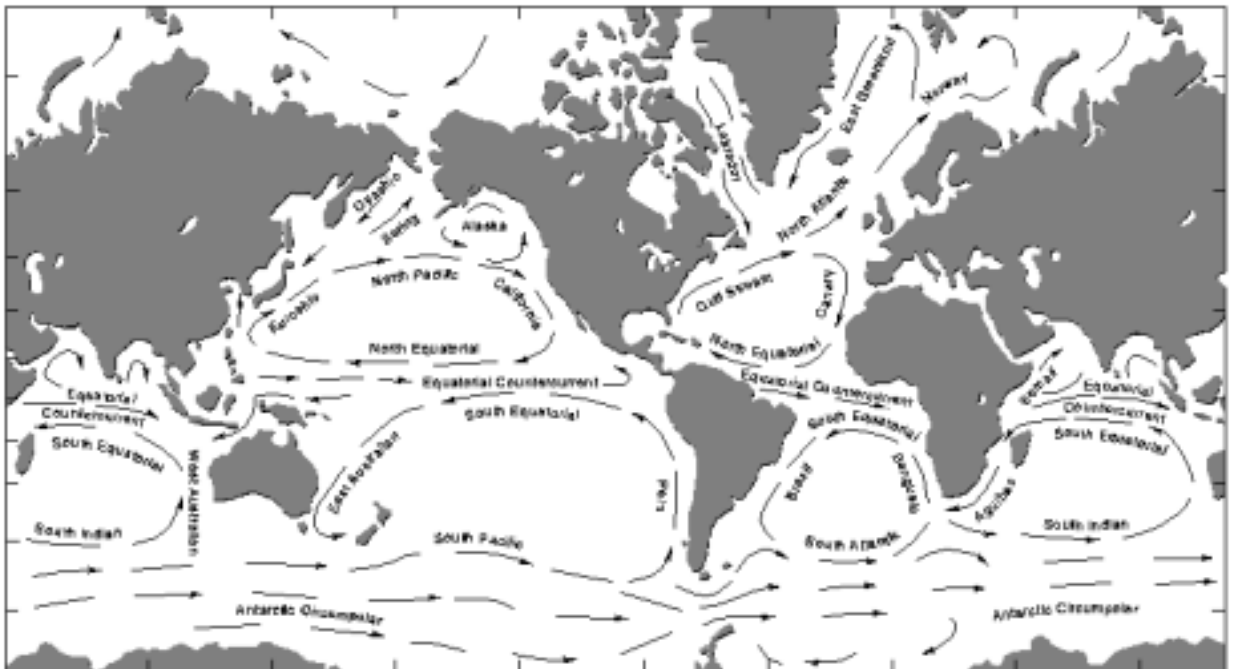 East Greenland
Norway
Labrador
North Atlantic
Oyashio
Bering
Alaska
North Pacific
California
Kuroshio
Gulf Stream
Canary
North Equatorial
North Equatorial
Equatorial Countercurrent
Equatorial Countercurrent
Somali
Equatorial
Countercurrent
Equatorial
Countercurrent
South Equatorial
South Equatorial
South Equatorial
South Equatorial
West Australian
East Australian
Peru
Brazil
Benguela
Agulhas
South Indian
South Pacific
South Atlantic
South Indian
Antarctic Circumpolar
Antarctic Circumpolar